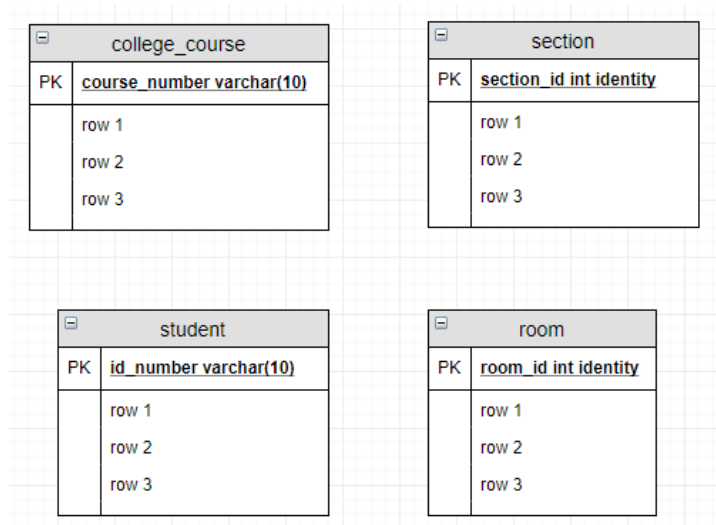 college_course
PK course_number varchar(10)
row 1
row 2
row 3
section
PK section_id int identity
row 1
row 2
row 3
student
PK id_number varchar(10)
row 1
row 2
row 3
room
PK room_id int identity
row 1
row 2
row 3